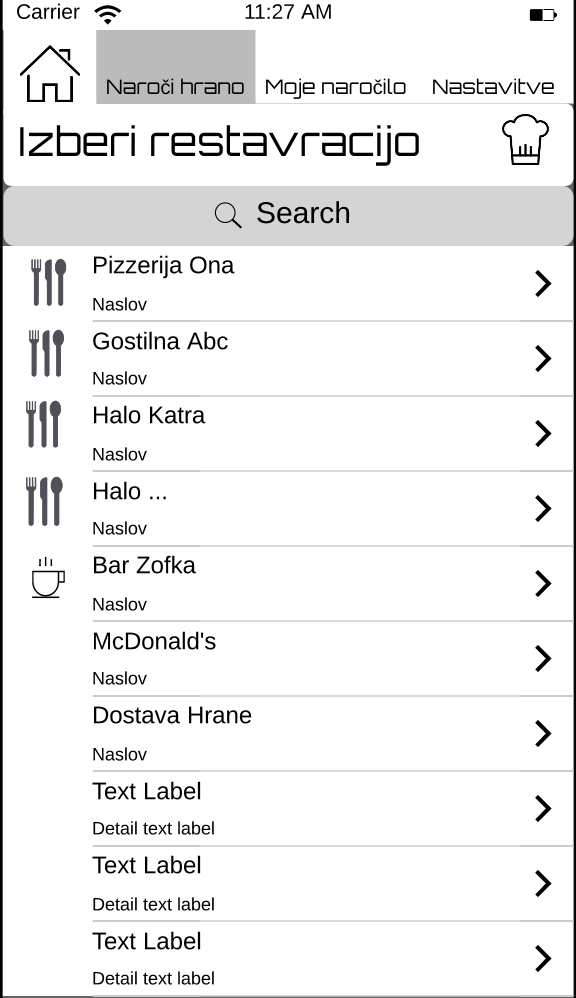 Carrier 11:27 AM
Naroči hrano Moje naročilo Nastavitve
Izberi restavracijo
Search
Pizzerija Ona
Naslov
Gostilna Abc
Naslov
Halo Katra
Naslov
Halo ...
Naslov
Bar Zofka
Naslov
McDonald's
Naslov
Dostava Hrane
Naslov
Text Label
Detail text label
Text Label
Detail text label
Text Label
Detail text label